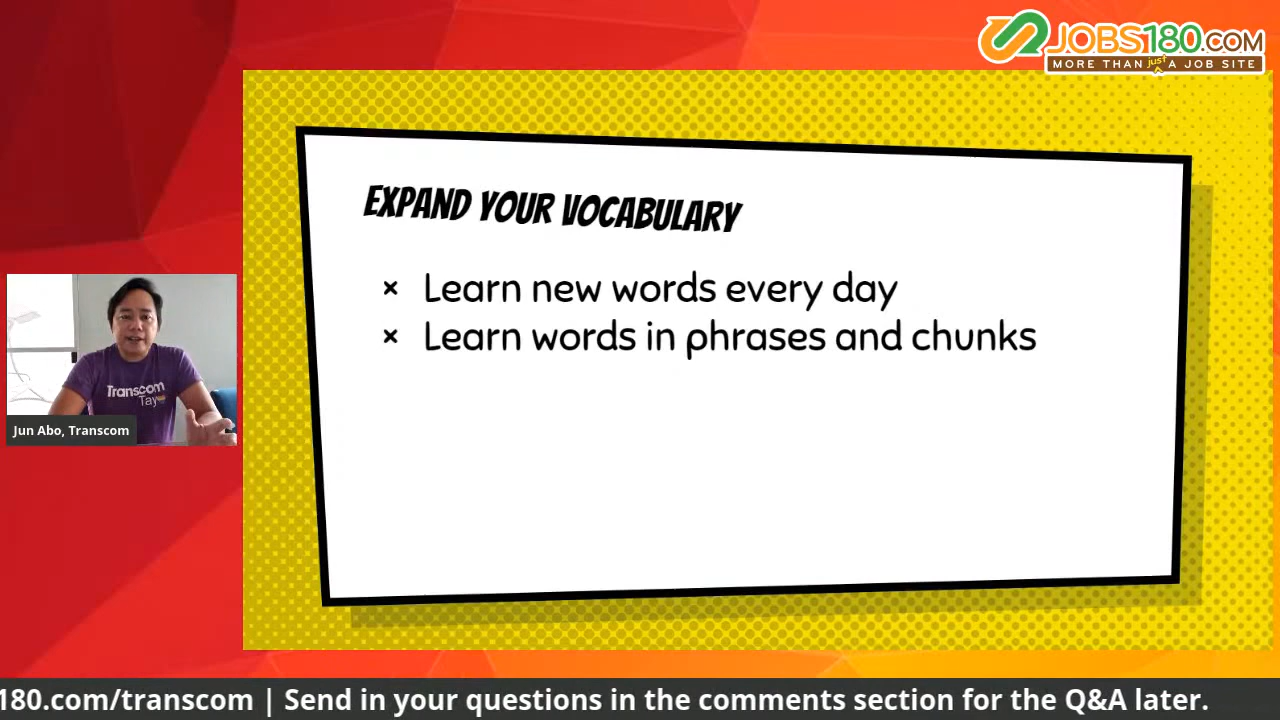 JOBS180.COM
MORE THAN just A JOB SITE
EXPAND YOUR VOCABULARY
× Learn new words every day
× Learn words in phrases and chunks
Transcom
Tayo
Jun Abo, Transcom
180.com/transcom | Send in your questions in the comments section for the Q&A later.